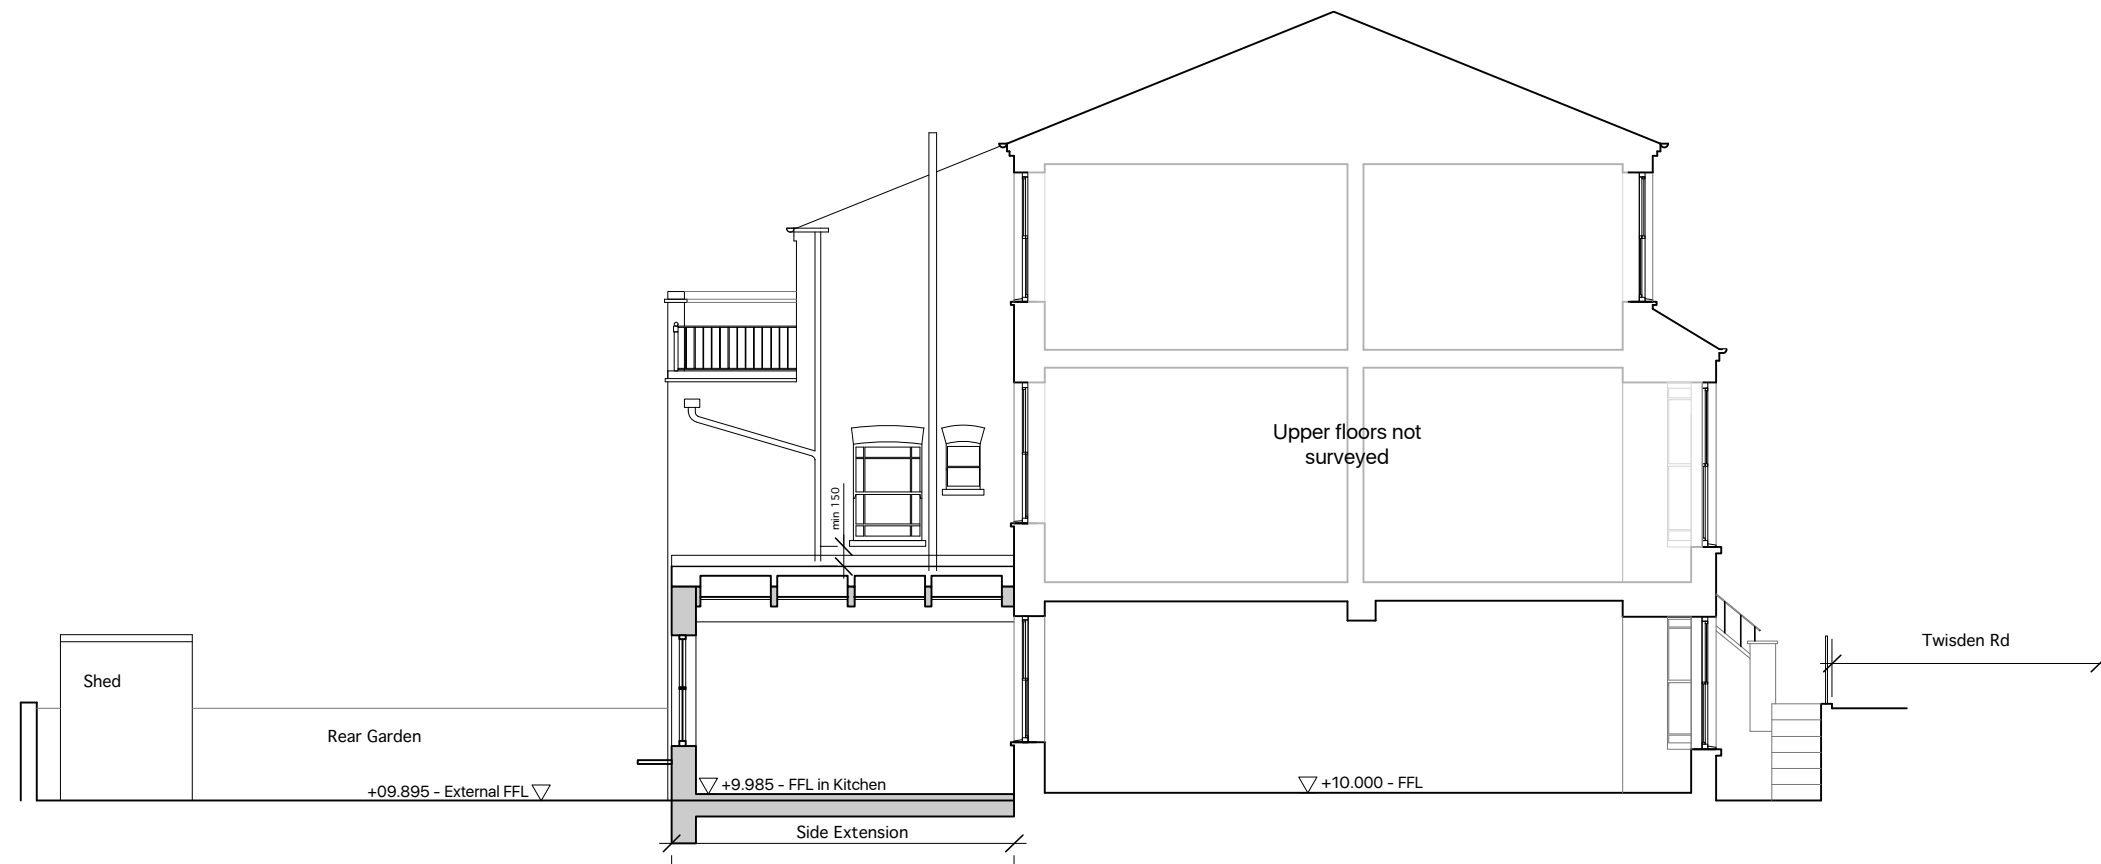 Upper floors not
surveyed
min 150
Twisden Rd
Shed
Rear Garden
+09.895 - External FFL
+9.985 - FFL in Kitchen
+10.000 - FFL
Side Extension